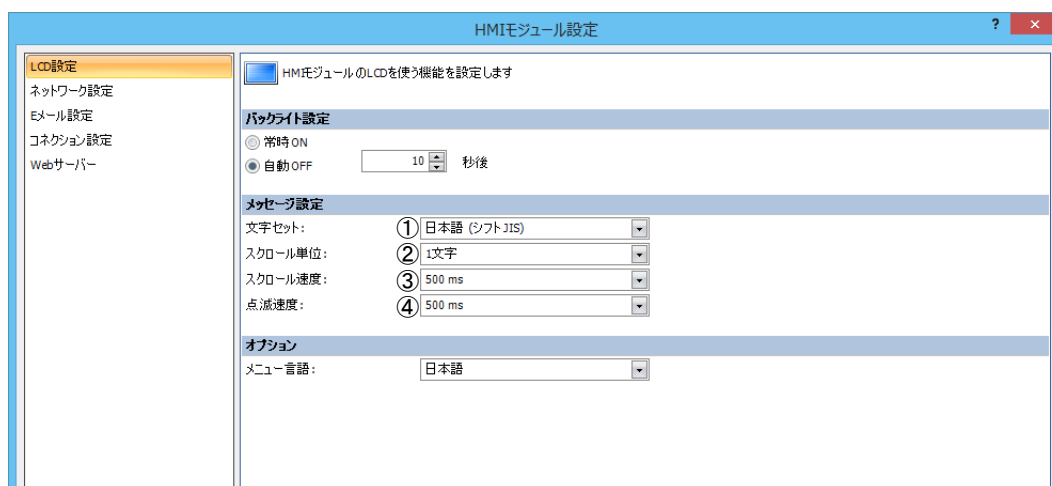 HMIモジュール設定
?
×
LCD設定
ネットワーク設定
Eメール設定
コネクション設定
Webサーバー
HMIモジュールのLCDを使う機能を設定します
バックライト設定
常時ON
自動OFF 10 秒後
メッセージ設定
文字セット: ① 日本語 (シフトJIS)
スクロール単位: ② 1文字
スクロール速度: ③ 500 ms
点滅速度: ④ 500 ms
オプション
メニュー言語: 日本語